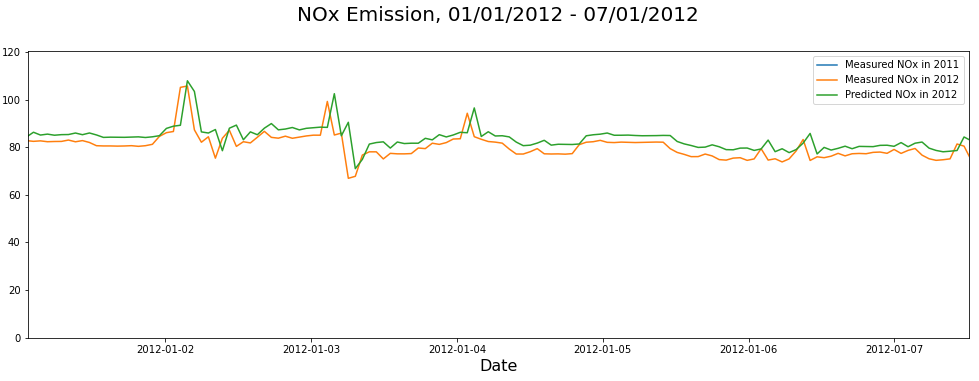 NOx Emission, 01/01/2012 - 07/01/2012
Measured NOx in 2011
Measured NOx in 2012
Predicted NOx in 2012
120
100
80
60
40
20
0
2012-01-02 2012-01-03 2012-01-04 2012-01-05 2012-01-06 2012-01-07
Date